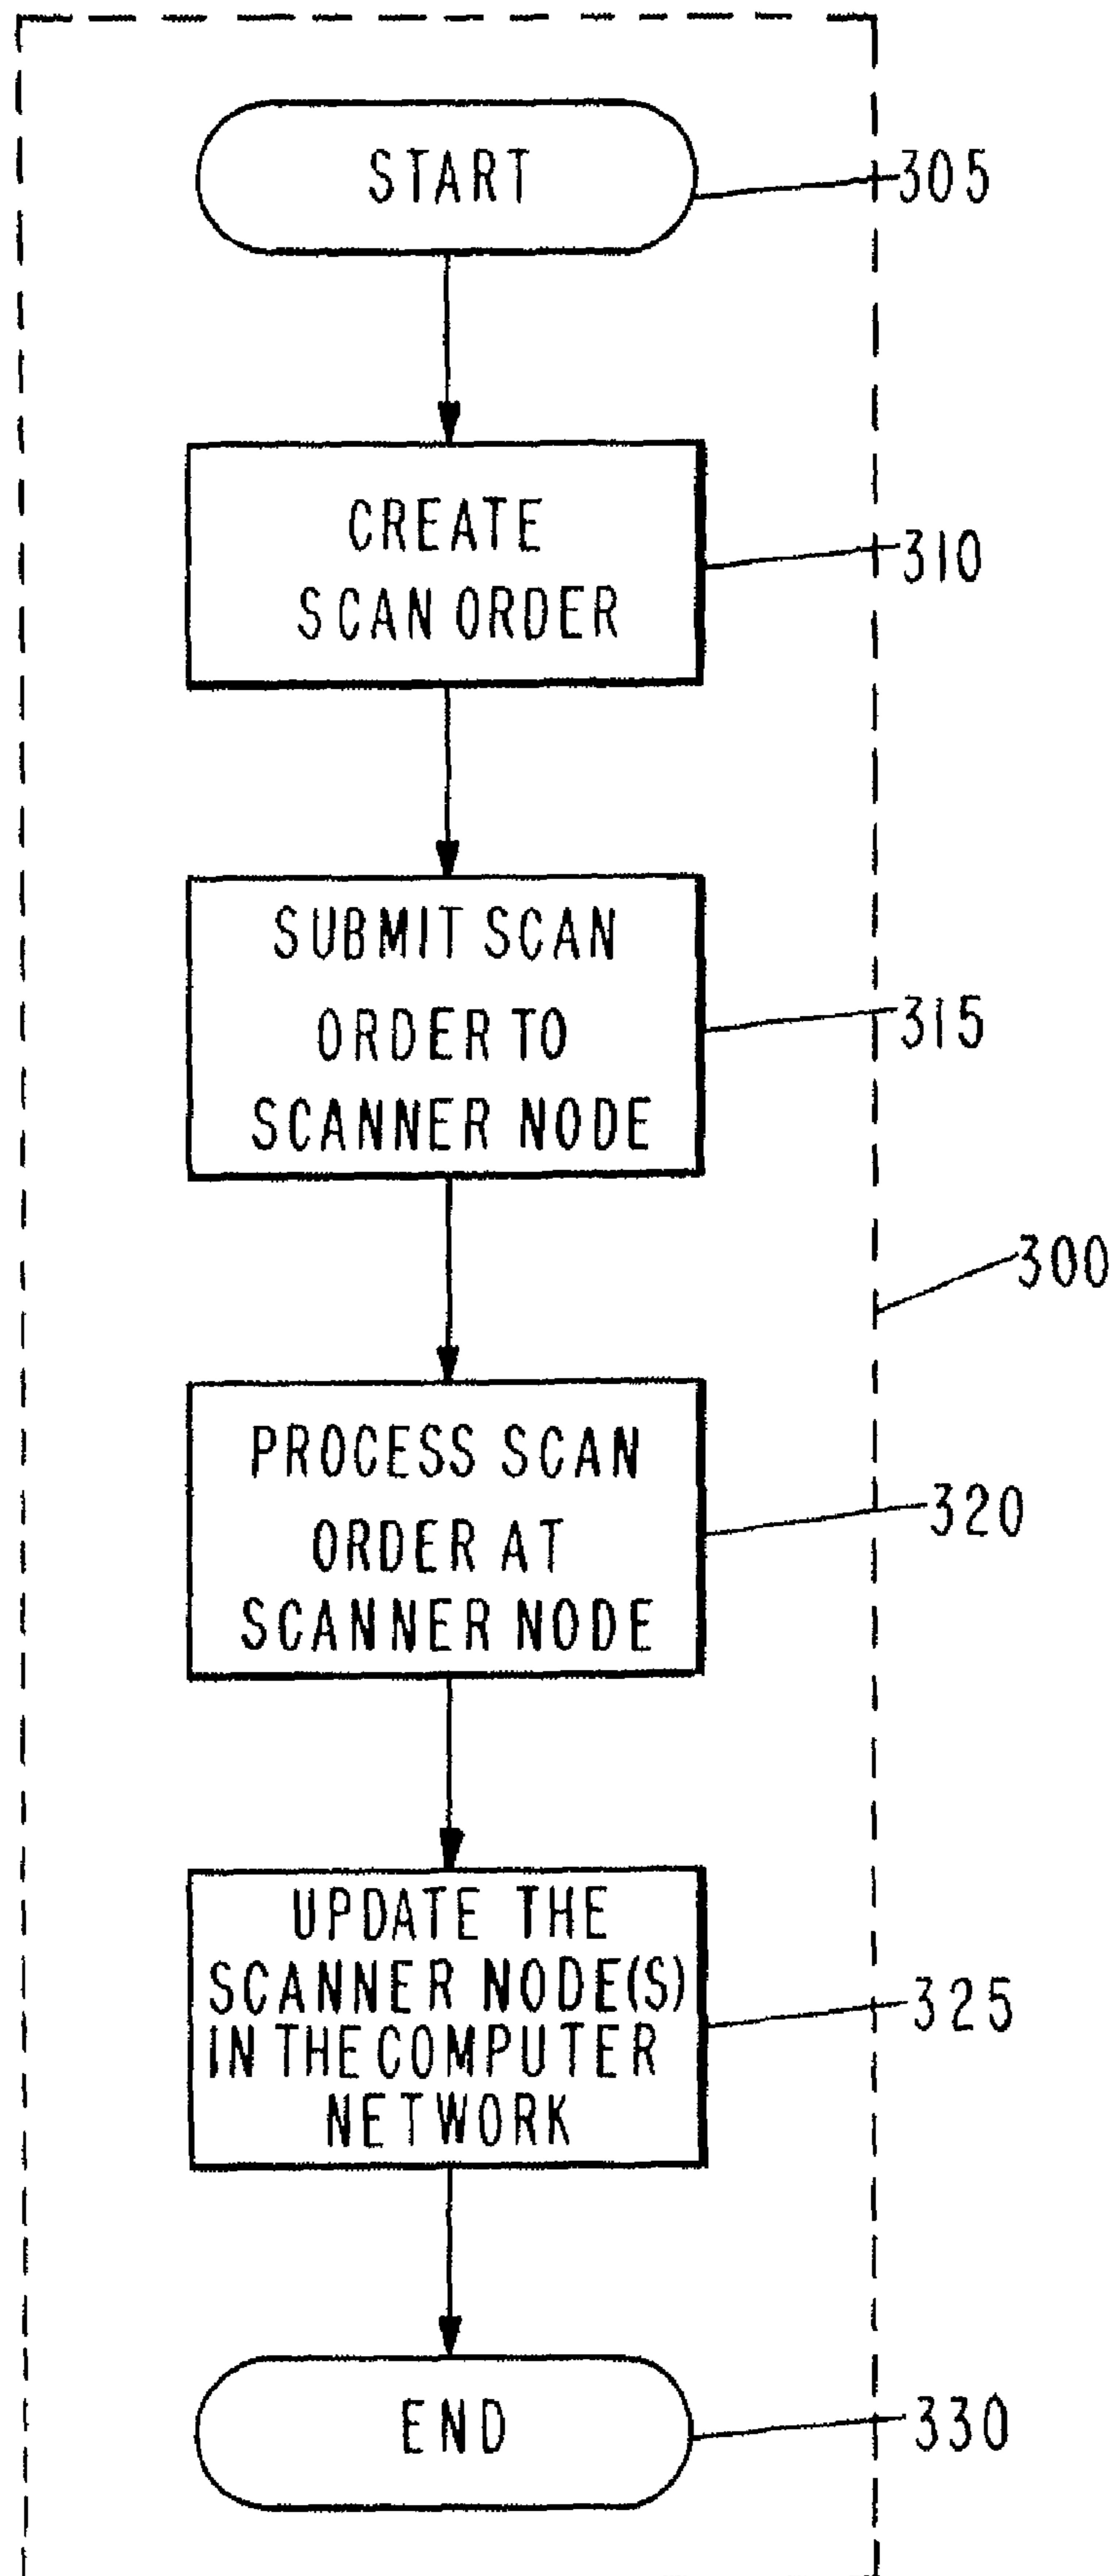 START
305
CREATE
SCAN ORDER
310
SUBMIT SCAN
ORDER TO
SCANNER NODE
315
300
PROCESS SCAN
ORDER AT
SCANNER NODE
320
UPDATE THE
SCANNER NODE(S)
IN THE COMPUTER
NETWORK
325
END
330